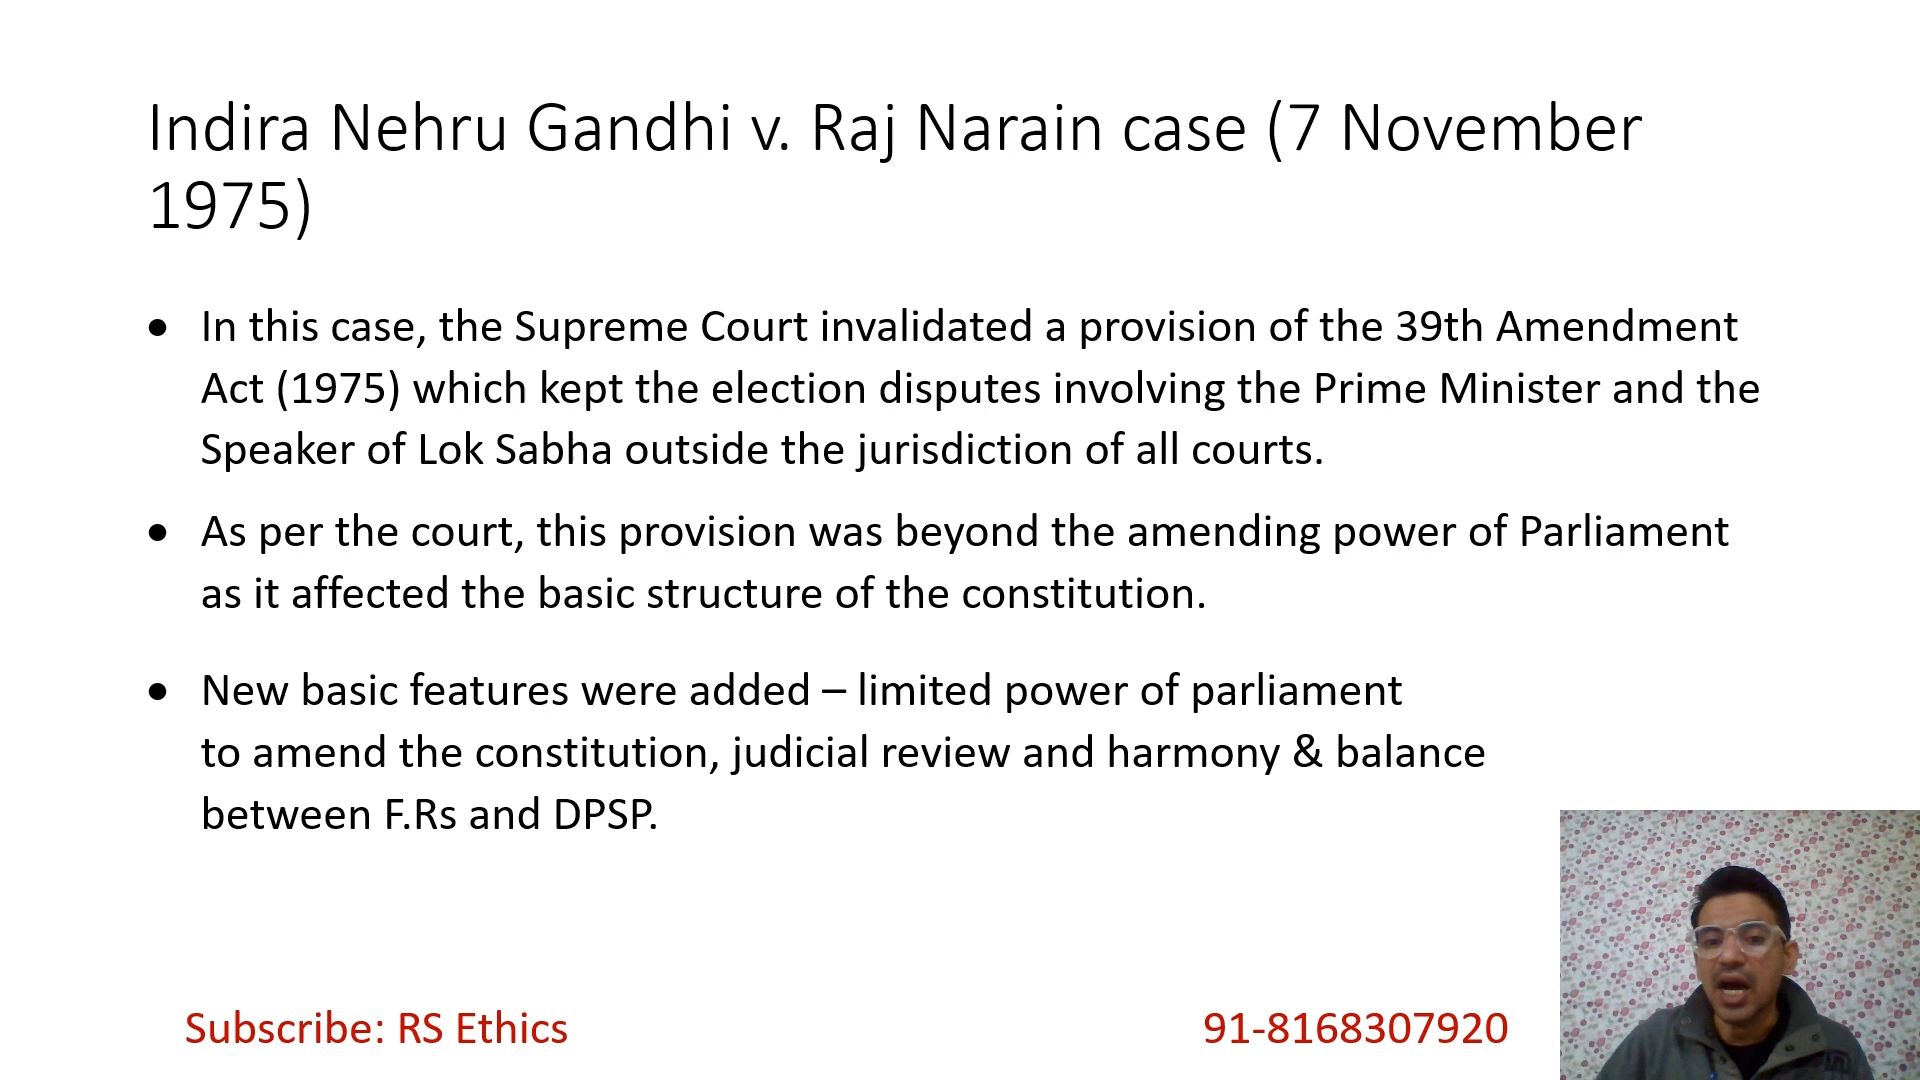 Indira Nehru Gandhi v. Raj Narain case (7 November
1975)
• In this case, the Supreme Court invalidated a provision of the 39th Amendment
Act (1975) which kept the election disputes involving the Prime Minister and the
Speaker of Lok Sabha outside the jurisdiction of all courts.
• As per the court, this provision was beyond the amending power of Parliament
as it affected the basic structure of the constitution.
• New basic features were added – limited power of parliament
to amend the constitution, judicial review and harmony & balance
between F.Rs and DPSP.
Subscribe: RS Ethics
91-8168307920